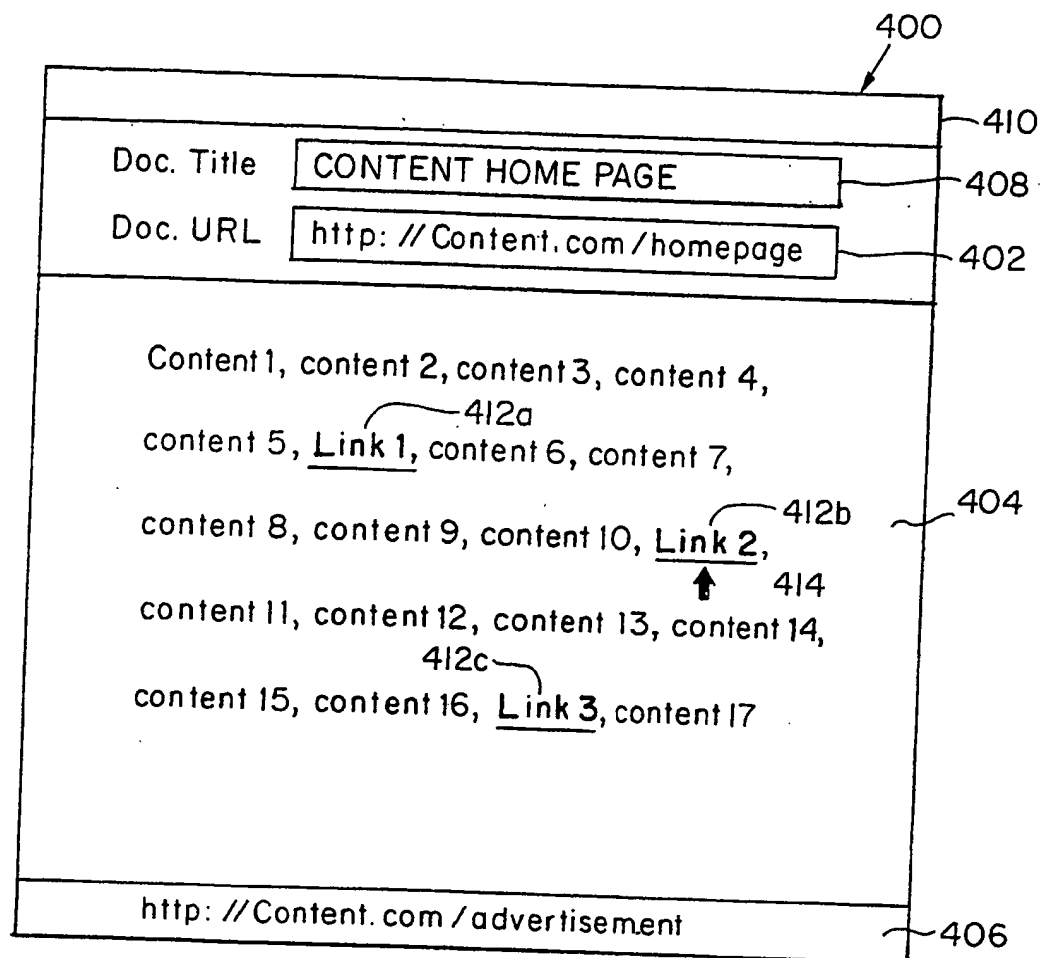 400
410
Doc. Title CONTENT HOME PAGE 408
Doc. URL http: //Content.com/homepage 402
Content 1, content 2, content 3, content 4,
412a
content 5, Link 1, content 6, content 7,
412b 404
content 8, content 9, content 10, Link 2,
414
content 11, content 12, content 13, content 14,
412c
content 15, content 16, Link 3, content 17
http: //Content.com/advertisement 406